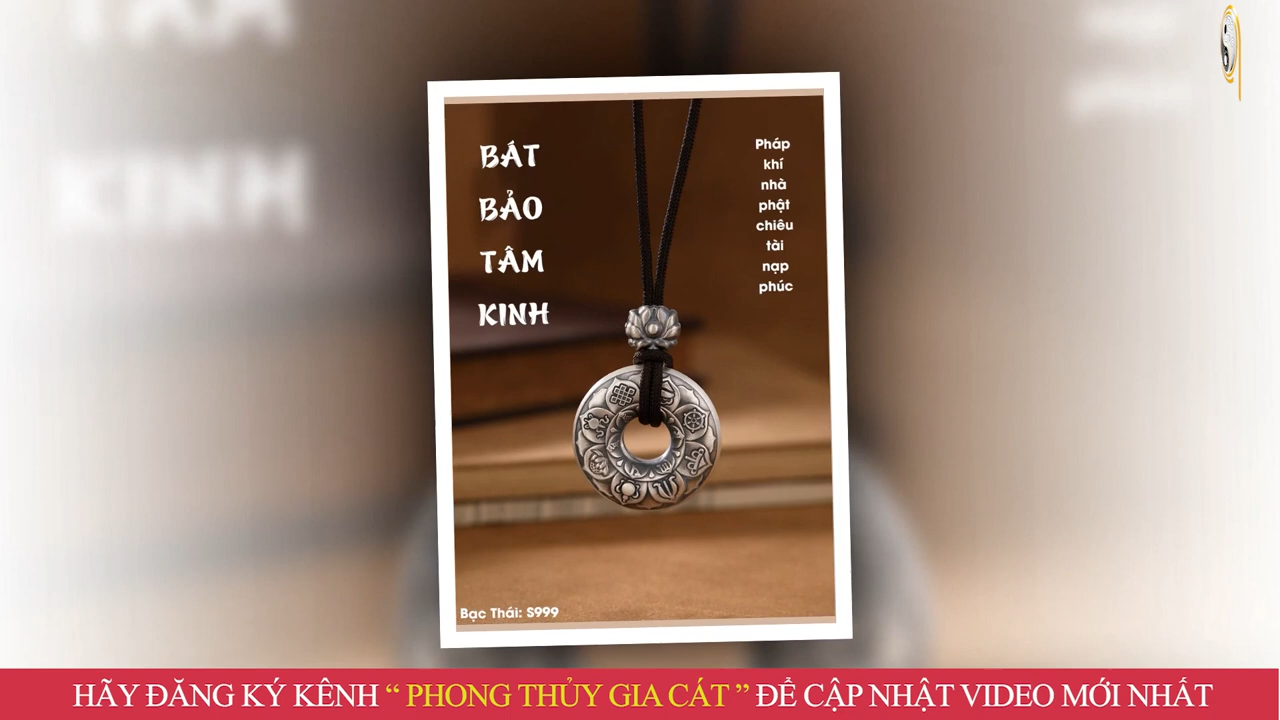 BÁT
BẢO
TÂM
KINH
Pháp
khí
nhà
phật
chiêu
tài
nạp
phúc
Bạc Thái: S999
HÃY ĐĂNG KÝ KÊNH “ PHONG THỦY GIA CÁT ” ĐỂ CẬP NHẬT VIDEO MỚI NHẤT